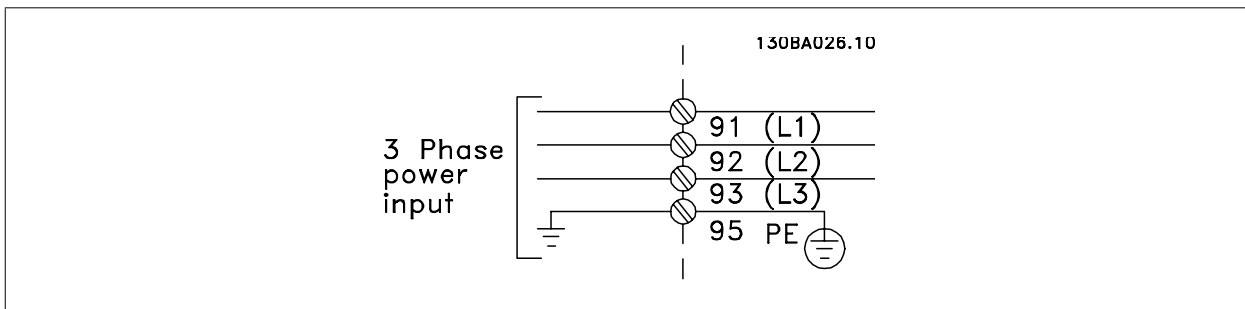 130BA026.10
3 Phase
power
input
91 (L1)
92 (L2)
93 (L3)
95 PE